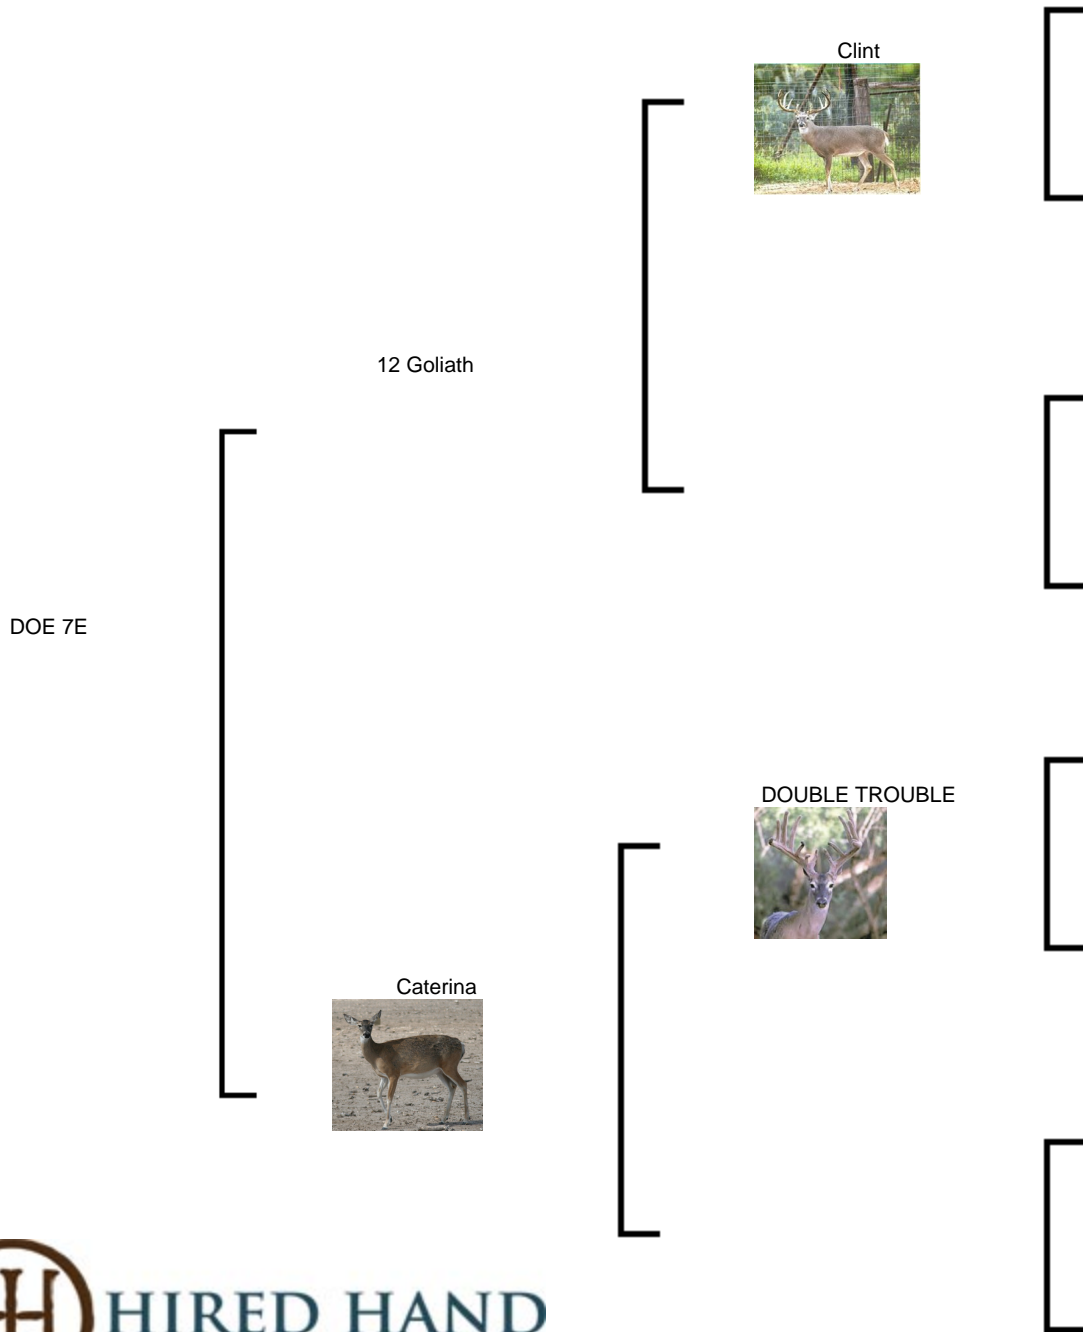 Clint
12 Goliath
DOE 7E
DOUBLE TROUBLE
Caterina
HIRED HAND